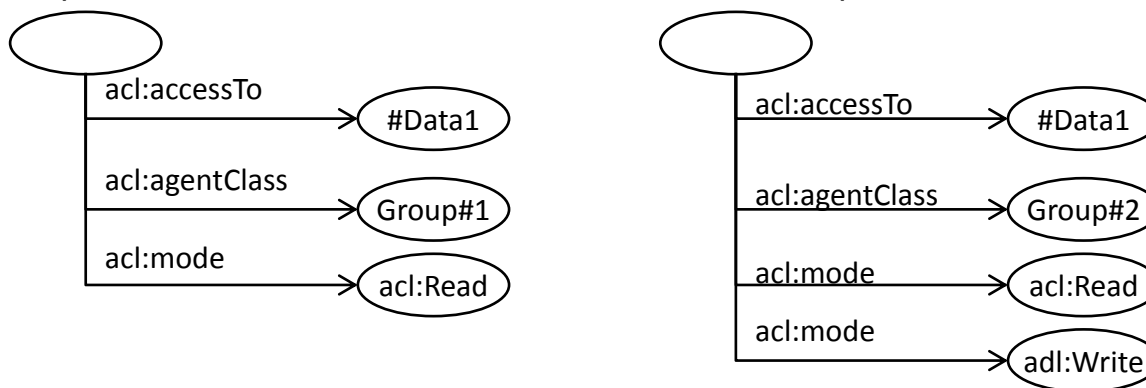 acl:accessTo
#Data1
acl:agentClass
Group#1
acl:mode
acl:Read
acl:accessTo
#Data1
acl:agentClass
Group#2
acl:mode
acl:Read
acl:mode
adl:Write